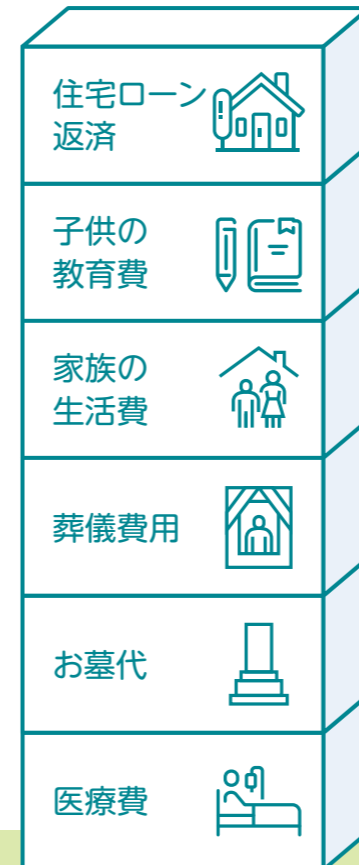 住宅ローン
返済
子供の
教育費
家族の
生活費
葬儀費用
お墓代
医療費